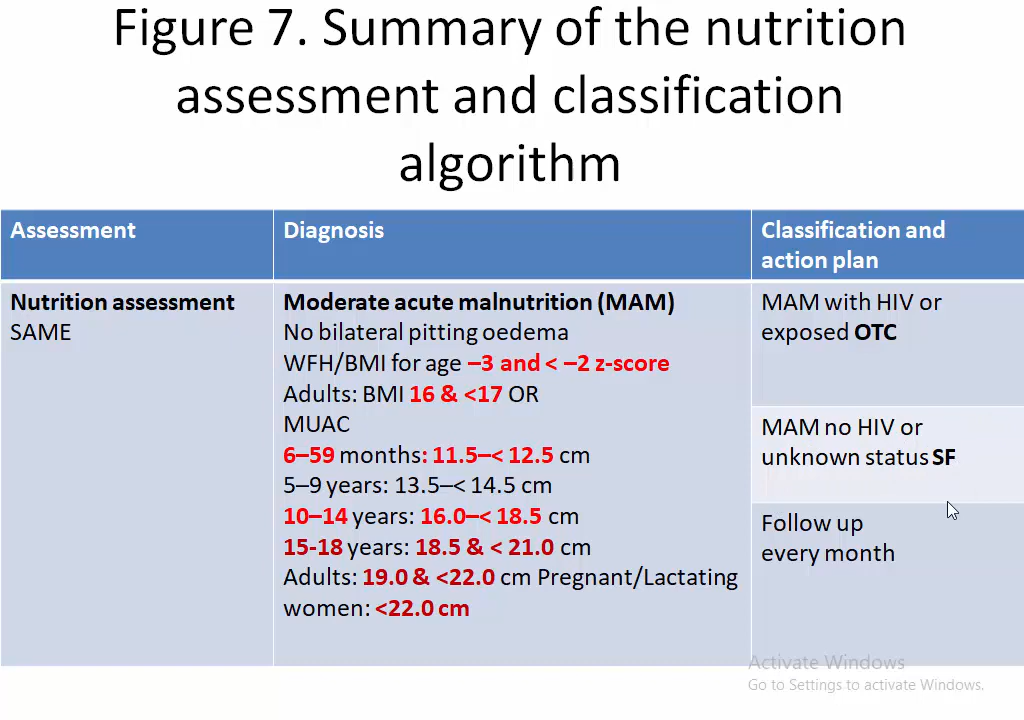 Figure 7. Summary of the nutrition
assessment and classification
algorithm
Assessment
Diagnosis
Classification and
action plan
Nutrition assessment
SAME
Moderate acute malnutrition (MAM)
No bilateral pitting oedema
WFH/BMI for age –3 and < –2 z-score
Adults: BMI 16 & <17 OR
MUAC
6–59 months: 11.5–< 12.5 cm
5–9 years: 13.5–< 14.5 cm
10–14 years: 16.0–< 18.5 cm
15-18 years: 18.5 & < 21.0 cm
Adults: 19.0 & <22.0 cm Pregnant/Lactating
women: <22.0 cm
MAM with HIV or
exposed OTC
MAM no HIV or
unknown status SF
Follow up
every month
Activate Windows
Go to Settings to activate Windows.